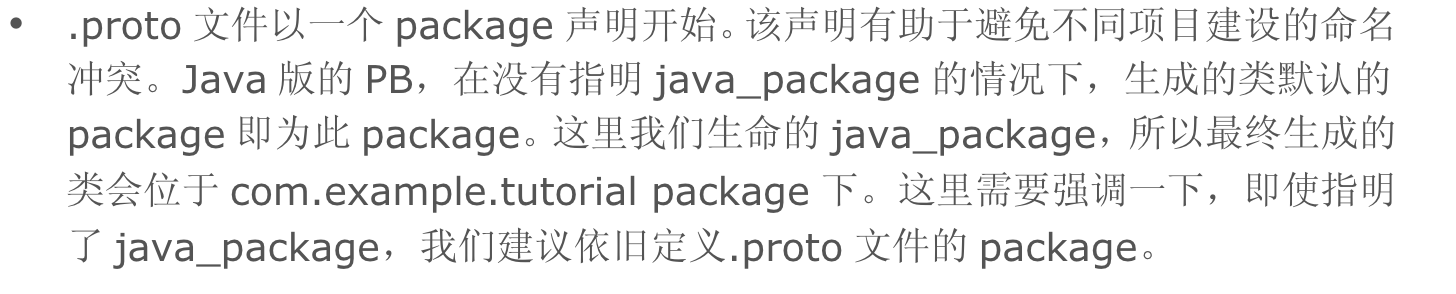 • .proto 文件以一个 package 声明开始。该声明有助于避免不同项目建设的命名
冲突。Java 版的 PB，在没有指明 java_package 的情况下，生成的类默认的
package 即为此 package。这里我们生命的 java_package，所以最终生成的
类会位于 com.example.tutorial package 下。这里需要强调一下，即使指明
了 java_package，我们建议依旧定义.proto 文件的 package。